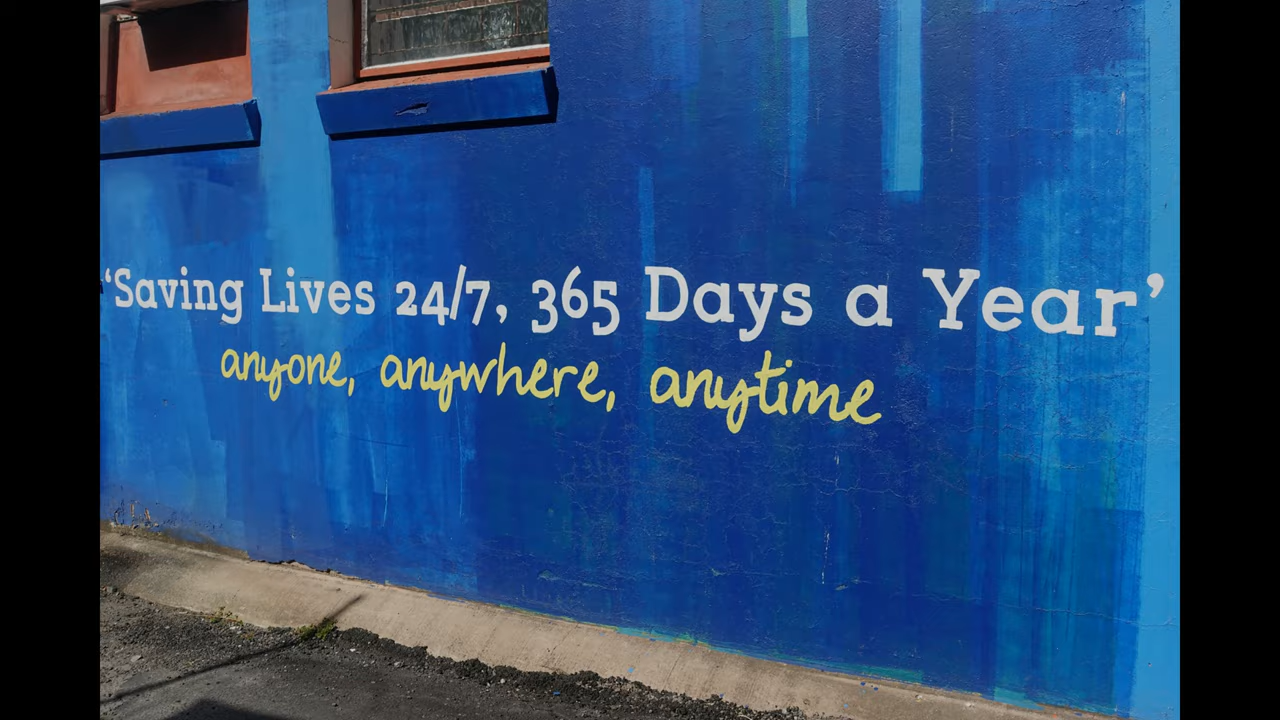 ‘Saving Lives 24/7, 365 Days a Year’
anyone, anywhere, anytime